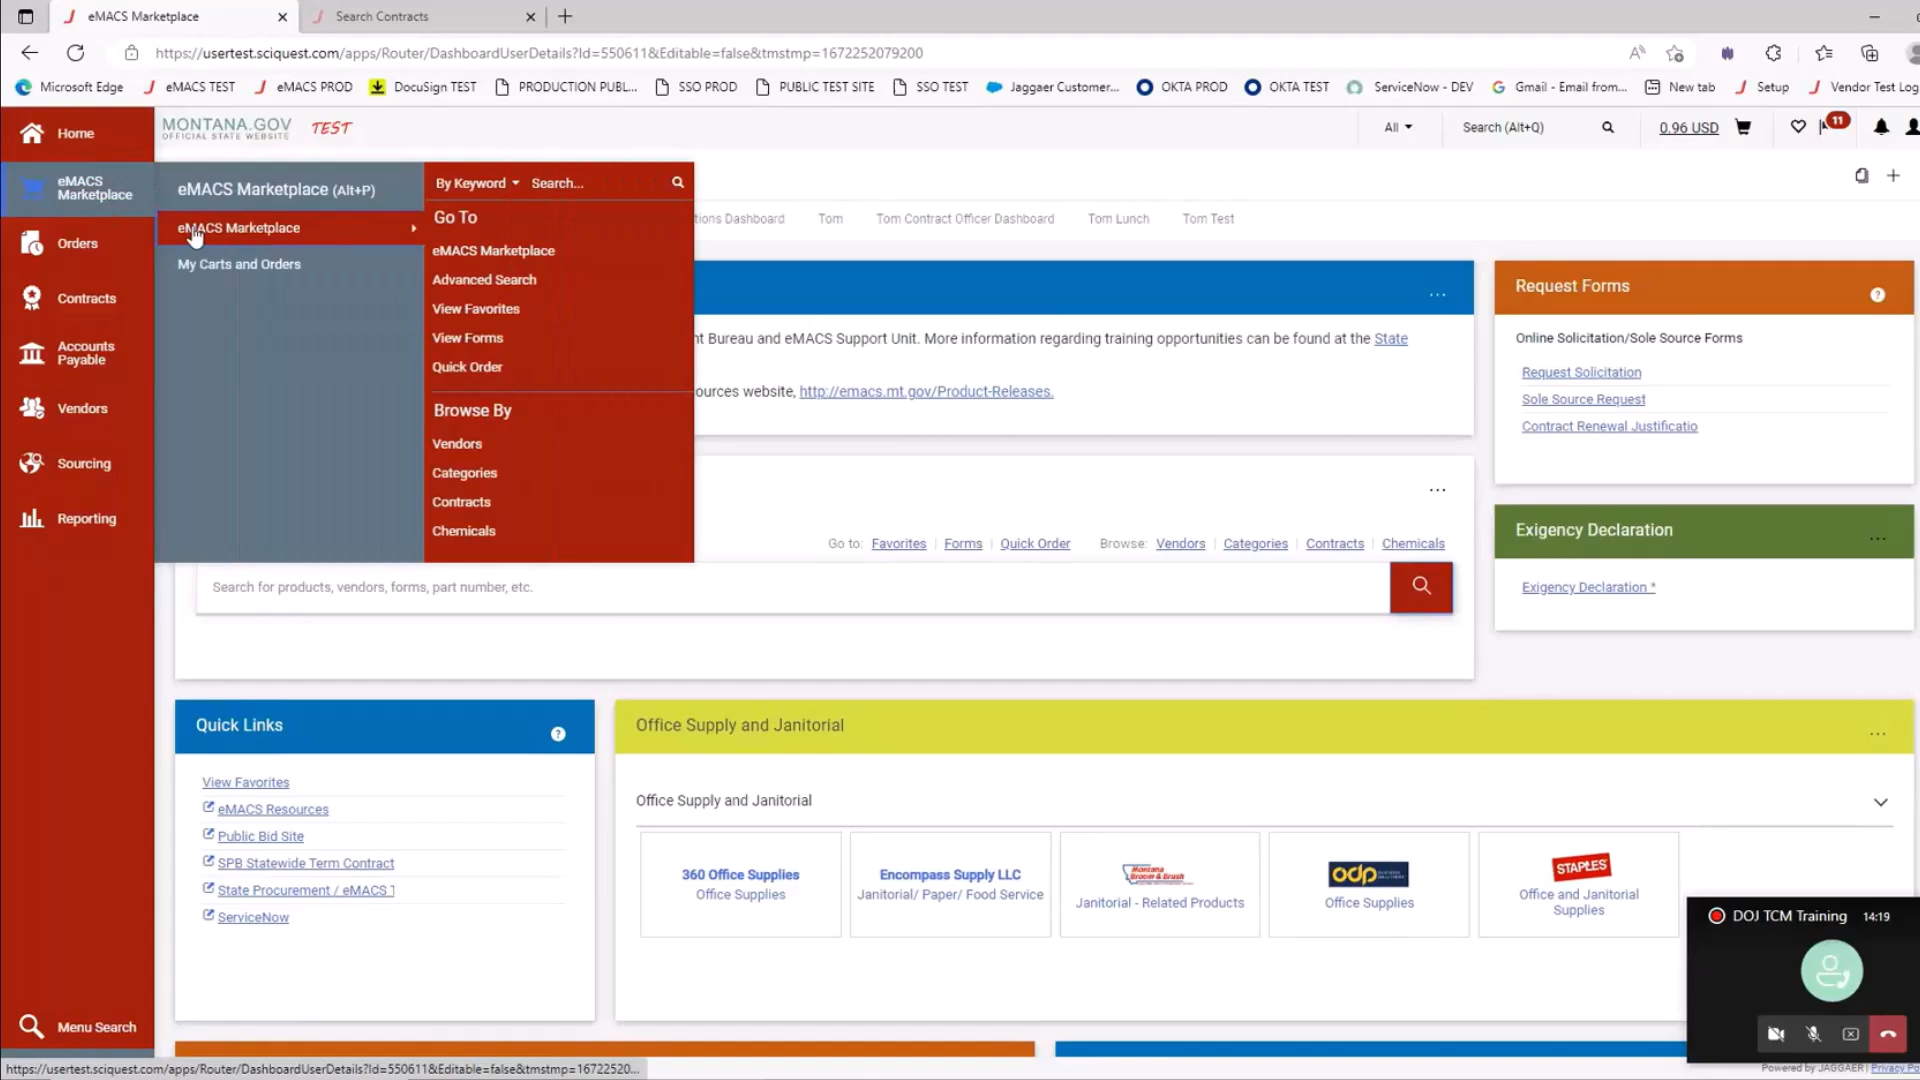 eMACS Marketplace
Search Contracts
https://usertest.sciquest.com/apps/Router/DashboardUserDetails?Id=550611&Editable=false&tmstmp=1672252079200
Microsoft Edge
eMACS TEST
eMACS PROD
DocuSign TEST
PRODUCTION PUBL...
SSO PROD
PUBLIC TEST SITE
SSO TEST
Jaggaer Customer...
OKTA PROD
OKTA TEST
ServiceNow - DEV
Gmail - Email from...
New tab
Setup
Vendor Test Log
Home
MONTANA.GOV
OFFICIAL STATE WEBSITE
TEST
All
Search (Alt+Q)
0.96 USD
11
eMACS
Marketplace
Orders
Contracts
Accounts
Payable
Vendors
Sourcing
Reporting
Menu Search
eMACS Marketplace (Alt+P)
eMACS Marketplace
My Carts and Orders
By Keyword
Search...
Go To
eMACS Marketplace
Advanced Search
View Favorites
View Forms
Quick Order
Browse By
Vendors
Categories
Contracts
Chemicals
tions Dashboard
Tom
Tom Contract Officer Dashboard
Tom Lunch
Tom Test
nt Bureau and eMACS Support Unit. More information regarding training opportunities can be found at the State
ources website, http://emacs.mt.gov/Product-Releases.
Go to: Favorites | Forms | Quick Order Browse: Vendors | Categories | Contracts | Chemicals
Search for products, vendors, forms, part number, etc.
Request Forms
Online Solicitation/Sole Source Forms
Request Solicitation
Sole Source Request
Contract Renewal Justificatio
Exigency Declaration
Exigency Declaration *
Quick Links
View Favorites
eMACS Resources
Public Bid Site
SPB Statewide Term Contract
State Procurement / eMACS T
ServiceNow
Office Supply and Janitorial
Office Supply and Janitorial
360 Office Supplies
Office Supplies
Encompass Supply LLC
Janitorial/ Paper/ Food Service
Montana
Broom & Brush
Janitorial - Related Products
odp
Office Supplies
STAPLES
Office and Janitorial
Supplies
DOJ TCM Training 14:19
https://usertest.sciquest.com/apps/Router/DashboardUserDetails?Id=550611&Editable=false&tmstmp=16722520...
Powered by JAGGAER | Privacy Po